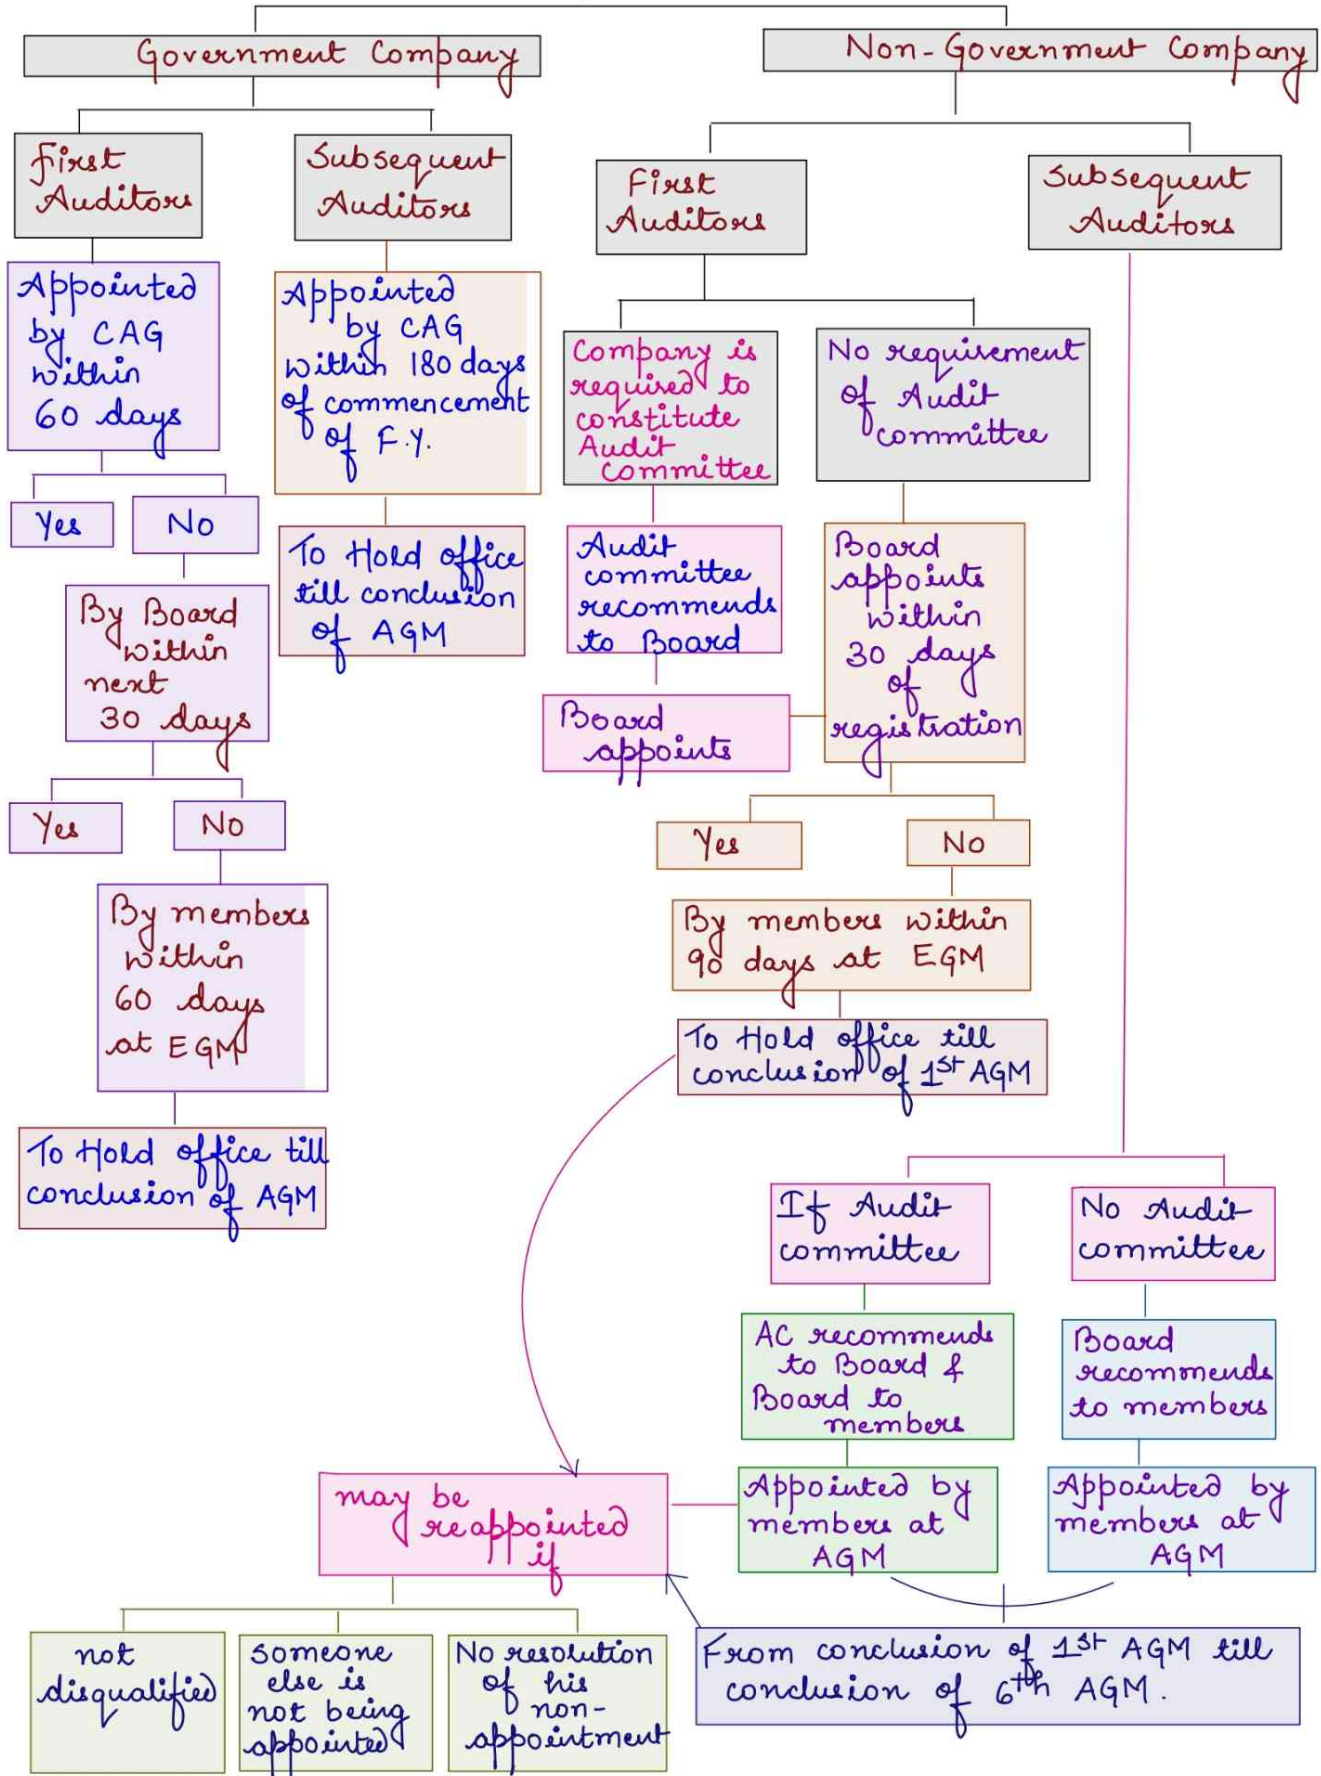 Government Company
Non-Government Company
First
Auditors
Subsequent
Auditors
First
Auditors
Subsequent
Auditors
Appointed
by CAG
within
60 days
Appointed
by CAG
within 180 days
of commencement
of F.Y.
Company is
required to
constitute
Audit
committee
No requirement
of Audit
committee
Yes
No
To Hold office
till conclusion
of AGM
Audit
committee
recommends
to Board
Board
appoints
within
30 days
of
registration
By Board
within
next
30 days
Board
appoints
Yes
No
Yes
No
By members
within
60 days
at EGM
By members within
90 days at EGM
To Hold office till
conclusion of 1st AGM
To Hold office till
conclusion of AGM
If Audit
committee
No Audit
committee
AC recommends
to Board &
Board to
members
Board
recommends
to members
may be
reappointed
if
Appointed by
members at
AGM
Appointed by
members at
AGM
not
disqualified
someone
else is
not being
appointed
No resolution
of his
non-
appointment
From conclusion of 1st AGM till
conclusion of 6th AGM.